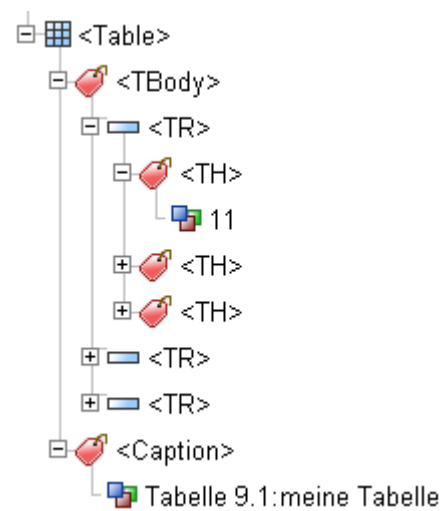 <Table>
<TBody>
<TR>
<TH>
11
<TH>
<TH>
<TR>
<TR>
<Caption>
Tabelle 9.1:meine Tabelle